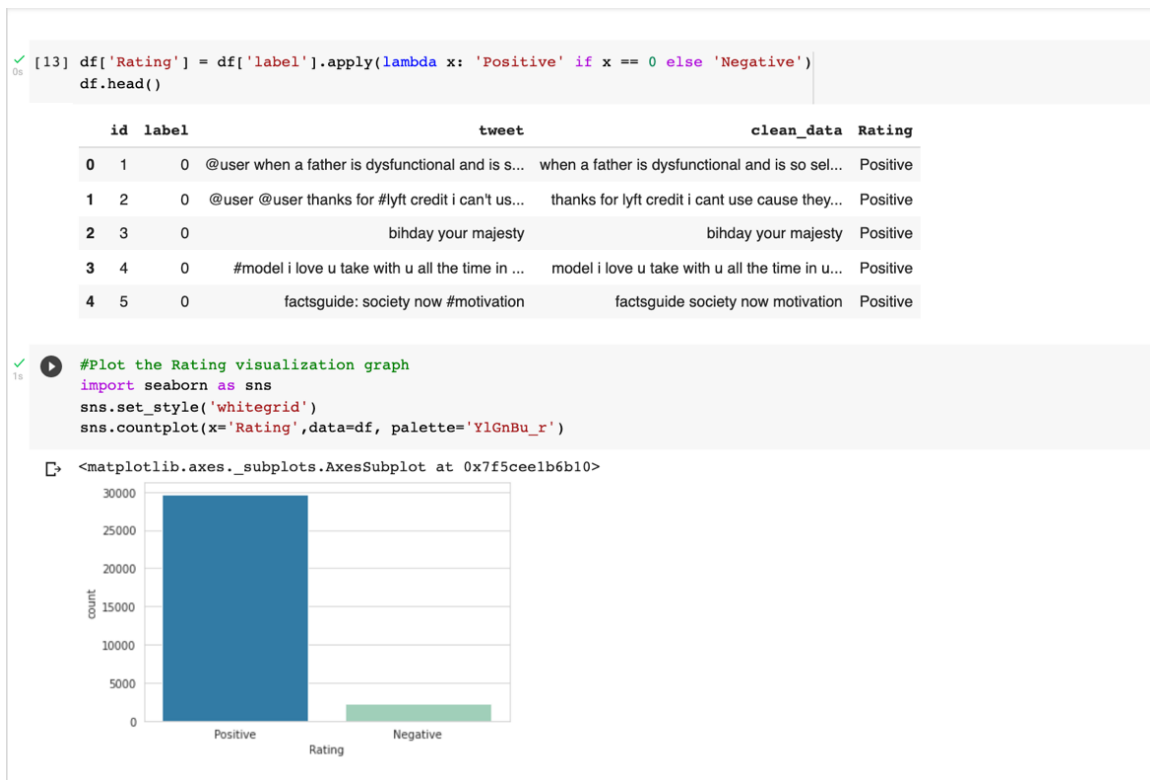 [13] df['Rating'] = df['label'].apply(lambda x: 'Positive' if x == 0 else 'Negative')
0s
df.head()
id label tweet clean_data Rating
0 1 0 @user when a father is dysfunctional and is s... when a father is dysfunctional and is so sel... Positive
1 2 0 @user @user thanks for #lyft credit i can't us... thanks for lyft credit i cant use cause they... Positive
2 3 0 bihday your majesty bihday your majesty Positive
3 4 0 #model i love u take with u all the time in ... model i love u take with u all the time in u... Positive
4 5 0 factsguide: society now #motivation factsguide society now motivation Positive
#Plot the Rating visualization graph
1s
import seaborn as sns
sns.set_style('whitegrid')
sns.countplot(x='Rating',data=df, palette='YlGnBu_r')
<matplotlib.axes._subplots.AxesSubplot at 0x7f5cee1b6b10>
30000
25000
20000
15000
10000
5000
0
count
Positive Negative
Rating